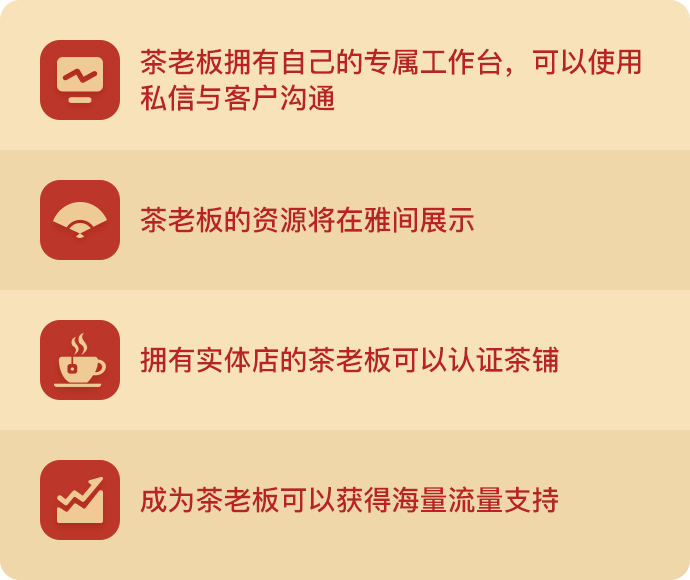 茶老板拥有自己的专属工作台，可以使用
私信与客户沟通
茶老板的资源将在雅间展示
拥有实体店的茶老板可以认证茶铺
成为茶老板可以获得海量流量支持